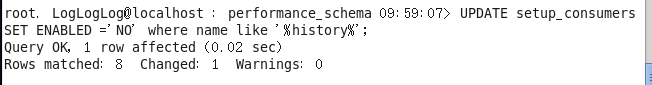 root. LogLogLog@localhost : performance_schema 09:59:07> UPDATE setup_consumers
SET ENABLED ='NO' where name like '%history%';
Query OK, 1 row affected (0.02 sec)
Rows matched: 8  Changed: 1  Warnings: 0